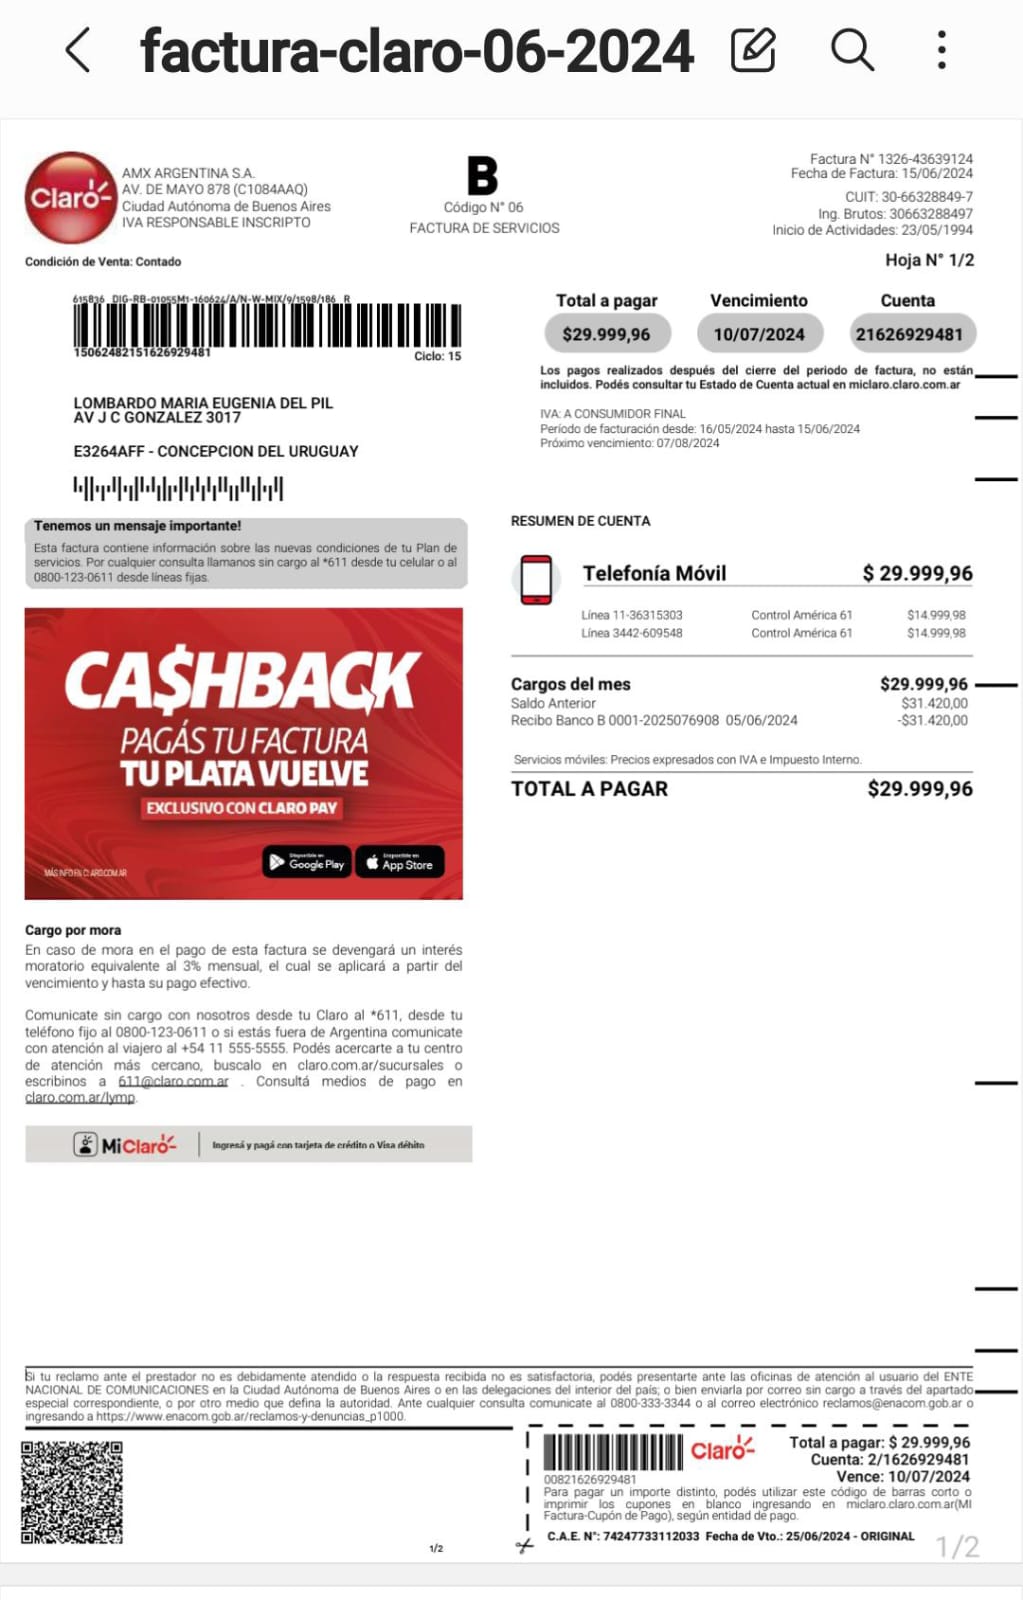 factura-claro-06-2024
Claro
AMX ARGENTINA S.A.
AV. DE MAYO 878 (C1084AAQ)
Ciudad Autónoma de Buenos Aires
IVA RESPONSABLE INSCRIPTO
B
Código N° 06
FACTURA DE SERVICIOS
Factura N° 1326-43639124
Fecha de Factura: 15/06/2024
CUIT: 30-66328849-7
Ing. Brutos: 30663288497
Inicio de Actividades: 23/05/1994
Condición de Venta: Contado
Hoja N° 1/2
615836 DIG-RB-01055M1-160624/A/N-W-MIX/9/1598/186 R
15062482151626929481
Ciclo: 15
Total a pagar
Vencimiento
Cuenta
$29.999,96
10/07/2024
21626929481
Los pagos realizados después del cierre del periodo de factura, no están
incluidos. Podés consultar tu Estado de Cuenta actual en miclaro.claro.com.ar
LOMBARDO MARIA EUGENIA DEL PIL
AV J C GONZALEZ 3017
E3264AFF - CONCEPCION DEL URUGUAY
IVA: A CONSUMIDOR FINAL
Período de facturación desde: 16/05/2024 hasta 15/06/2024
Próximo vencimiento: 07/08/2024
Tenemos un mensaje importante!
Esta factura contiene información sobre las nuevas condiciones de tu Plan de
servicios. Por cualquier consulta llamanos sin cargo al *611 desde tu celular o al
0800-123-0611 desde líneas fijas.
RESUMEN DE CUENTA
Telefonía Móvil $ 29.999,96
Línea 11-36315303 Control América 61 $14.999,98
Línea 3442-609548 Control América 61 $14.999,98
Cargos del mes $29.999,96
Saldo Anterior $31.420,00
Recibo Banco B 0001-2025076908 05/06/2024 -$31.420,00
Servicios móviles: Precios expresados con IVA e Impuesto Interno.
TOTAL A PAGAR $29.999,96
CA$HBACK
PAGÁS TU FACTURA
TU PLATA VUELVE
EXCLUSIVO CON CLARO PAY
Disponible en
Google Play
Disponible en
App Store
MÁS INFO EN CLARO.COM.AR
Cargo por mora
En caso de mora en el pago de esta factura se devengará un interés
moratorio equivalente al 3% mensual, el cual se aplicará a partir del
vencimiento y hasta su pago efectivo.
Comunicate sin cargo con nosotros desde tu Claro al *611, desde tu
teléfono fijo al 0800-123-0611 o si estás fuera de Argentina comunicate
con atención al viajero al +54 11 555-5555. Podés acercarte a tu centro
de atención más cercano, buscalo en claro.com.ar/sucursales o
escribinos a 611@claro.com.ar . Consultá medios de pago en
claro.com.ar/lymp.
MiClaro
Ingresá y pagá con tarjeta de crédito o Visa débito
Si tu reclamo ante el prestador no es debidamente atendido o la respuesta recibida no es satisfactoria, podés presentarte ante las oficinas de atención al usuario del ENTE
NACIONAL DE COMUNICACIONES en la Ciudad Autónoma de Buenos Aires o en las delegaciones del interior del país; o bien enviarla por correo sin cargo a través del apartado
especial correspondiente, o por otro medio que defina la autoridad. Ante cualquier consulta comunicate al 0800-333-3344 o al correo electrónico reclamos@enacom.gob.ar o
ingresando a https://www.enacom.gob.ar/reclamos-y-denuncias_p1000.
Claro
00821626929481
Total a pagar: $ 29.999,96
Cuenta: 2/1626929481
Vence: 10/07/2024
Para pagar un importe distinto, podés utilizar este código de barras corto o
imprimir los cupones en blanco ingresando en miclaro.claro.com.ar(MI
Factura-Cupón de Pago), según entidad de pago.
C.A.E. N°: 74247733112033 Fecha de Vto.: 25/06/2024 - ORIGINAL
1/2
1/2